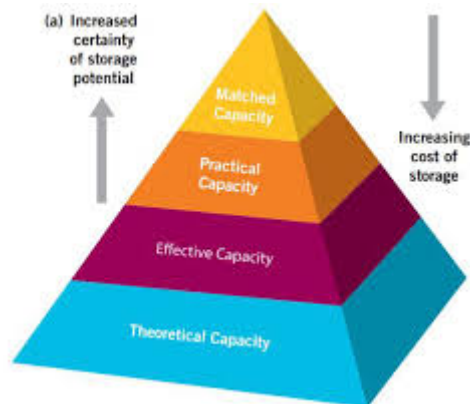 (a) Increased
certainty
of storage
potential
Increasing
cost of
storage
Matched
Capacity
Practical
Capacity
Effective Capacity
Theoretical Capacity